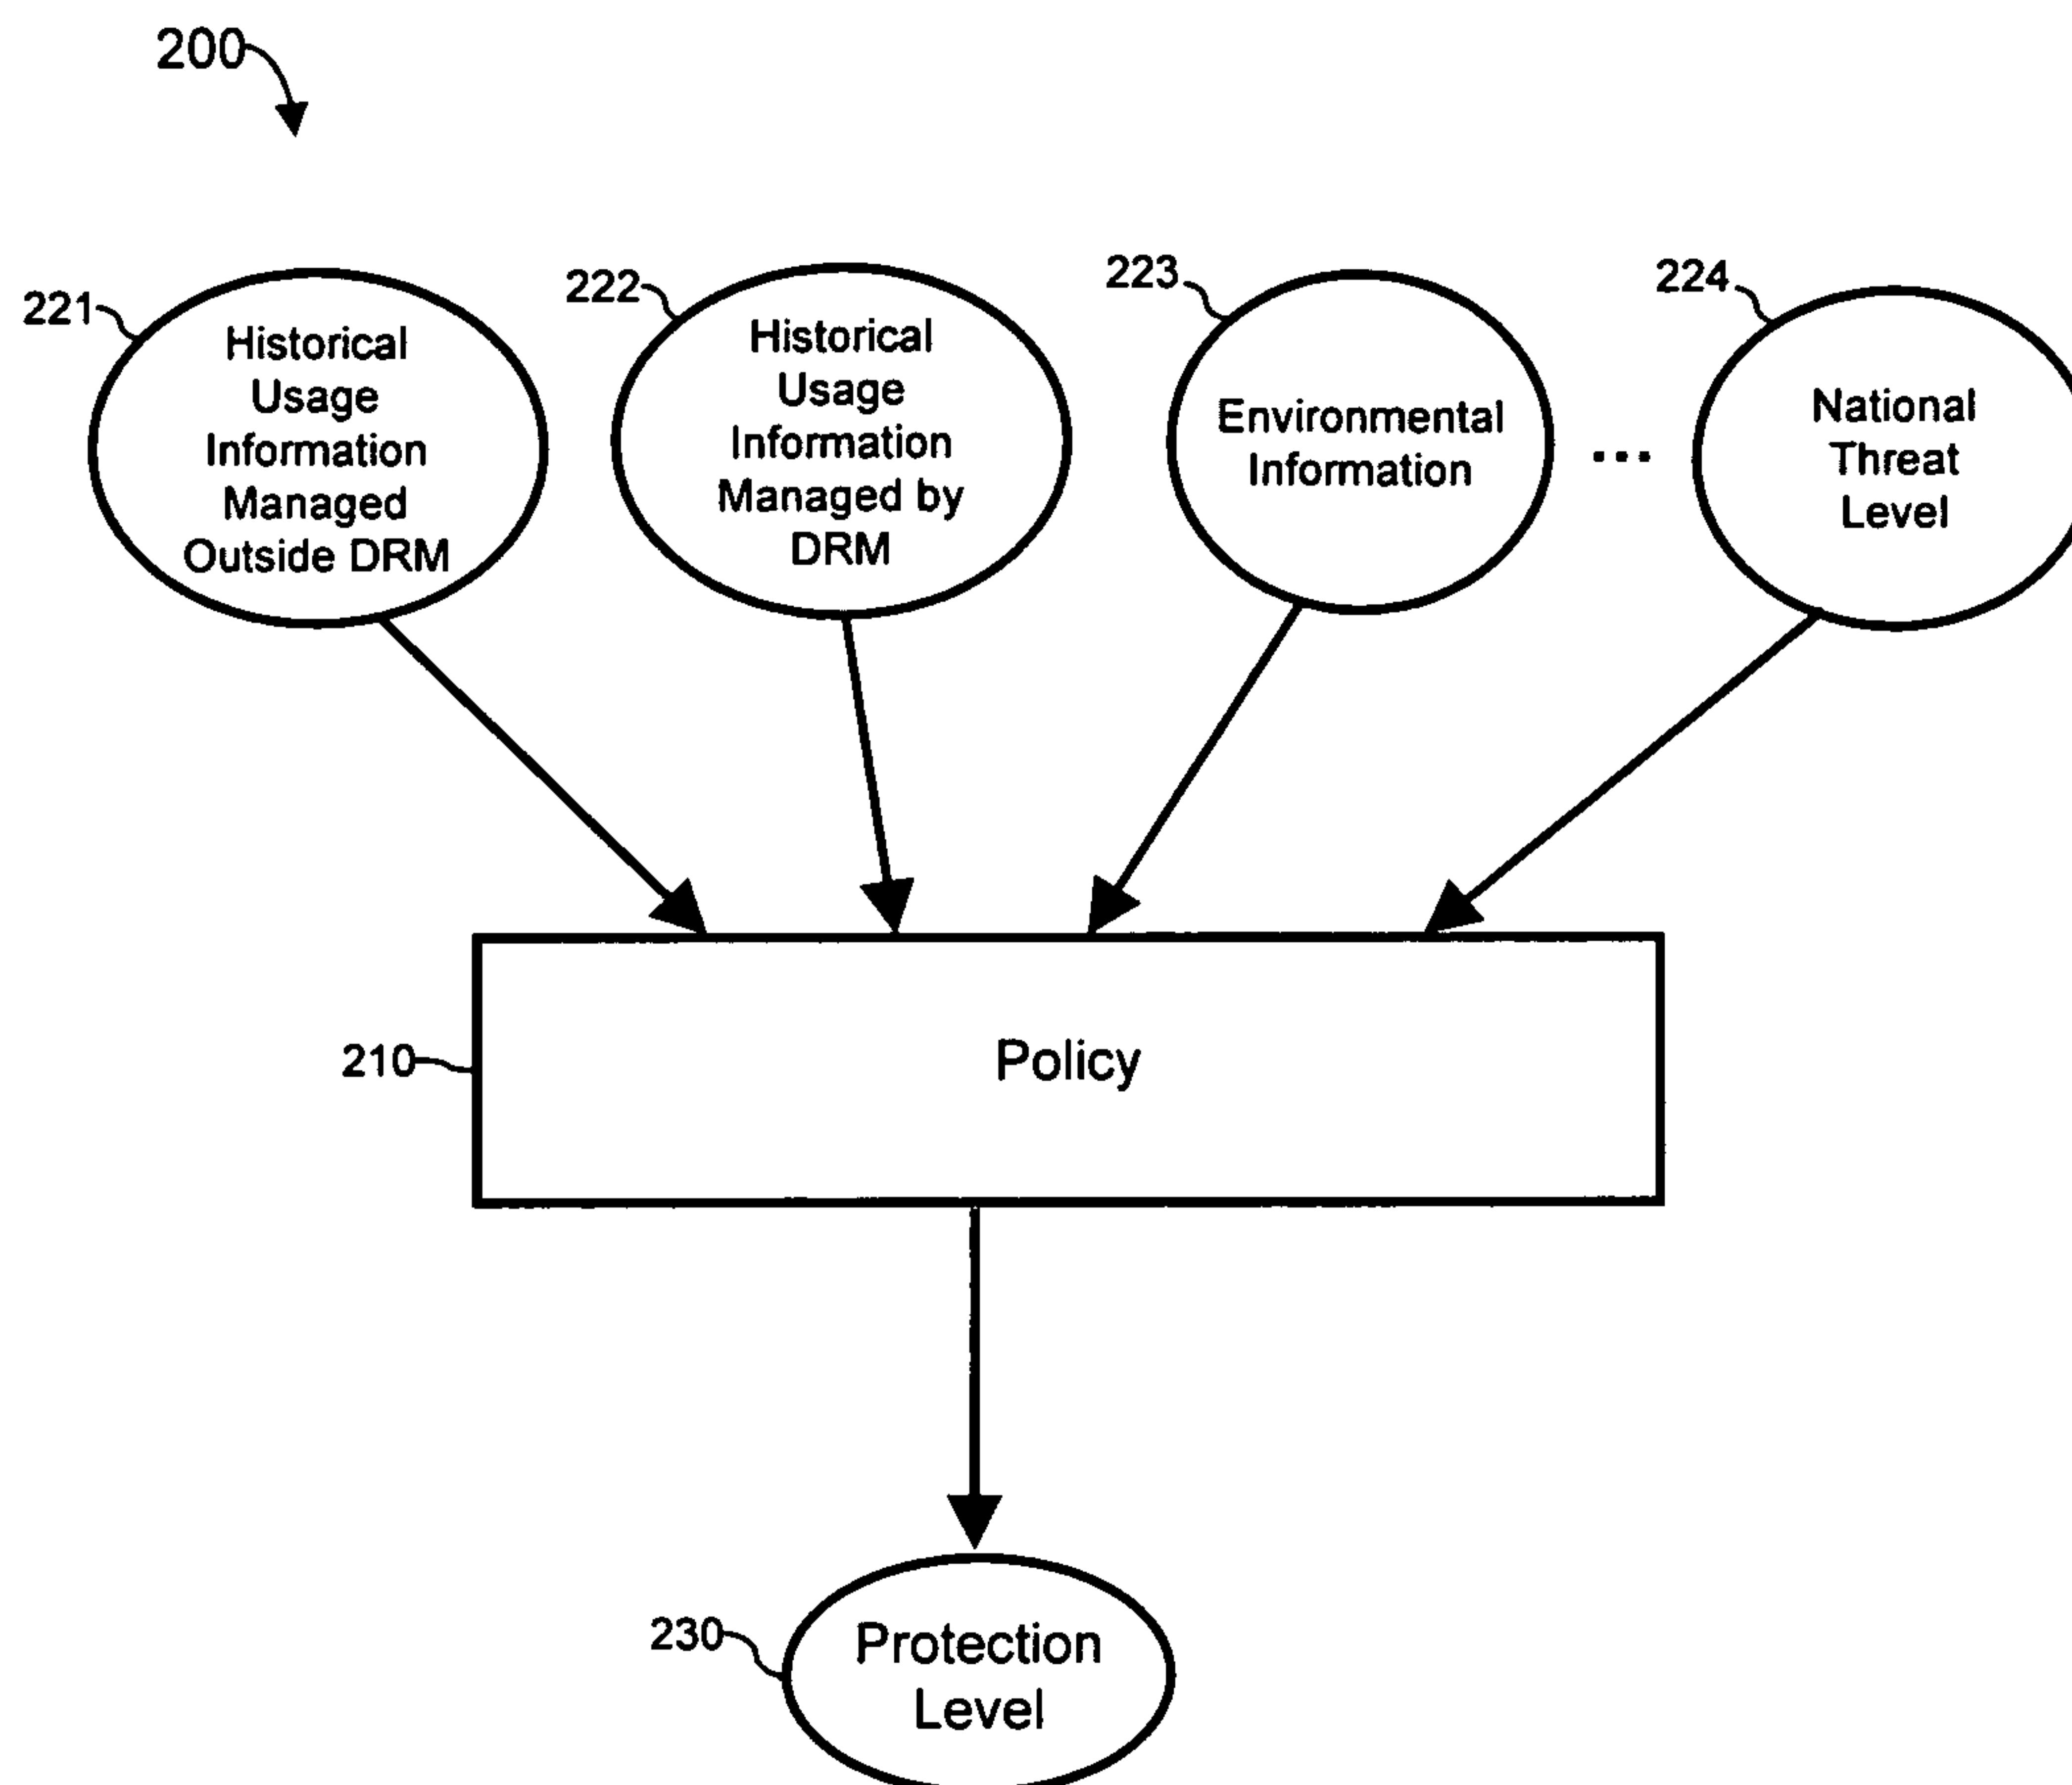 200
221
Historical
Usage
Information
Managed
Outside DRM
222
Historical
Usage
Information
Managed by
DRM
223
Environmental
Information
...
224
National
Threat
Level
210
Policy
230
Protection
Level